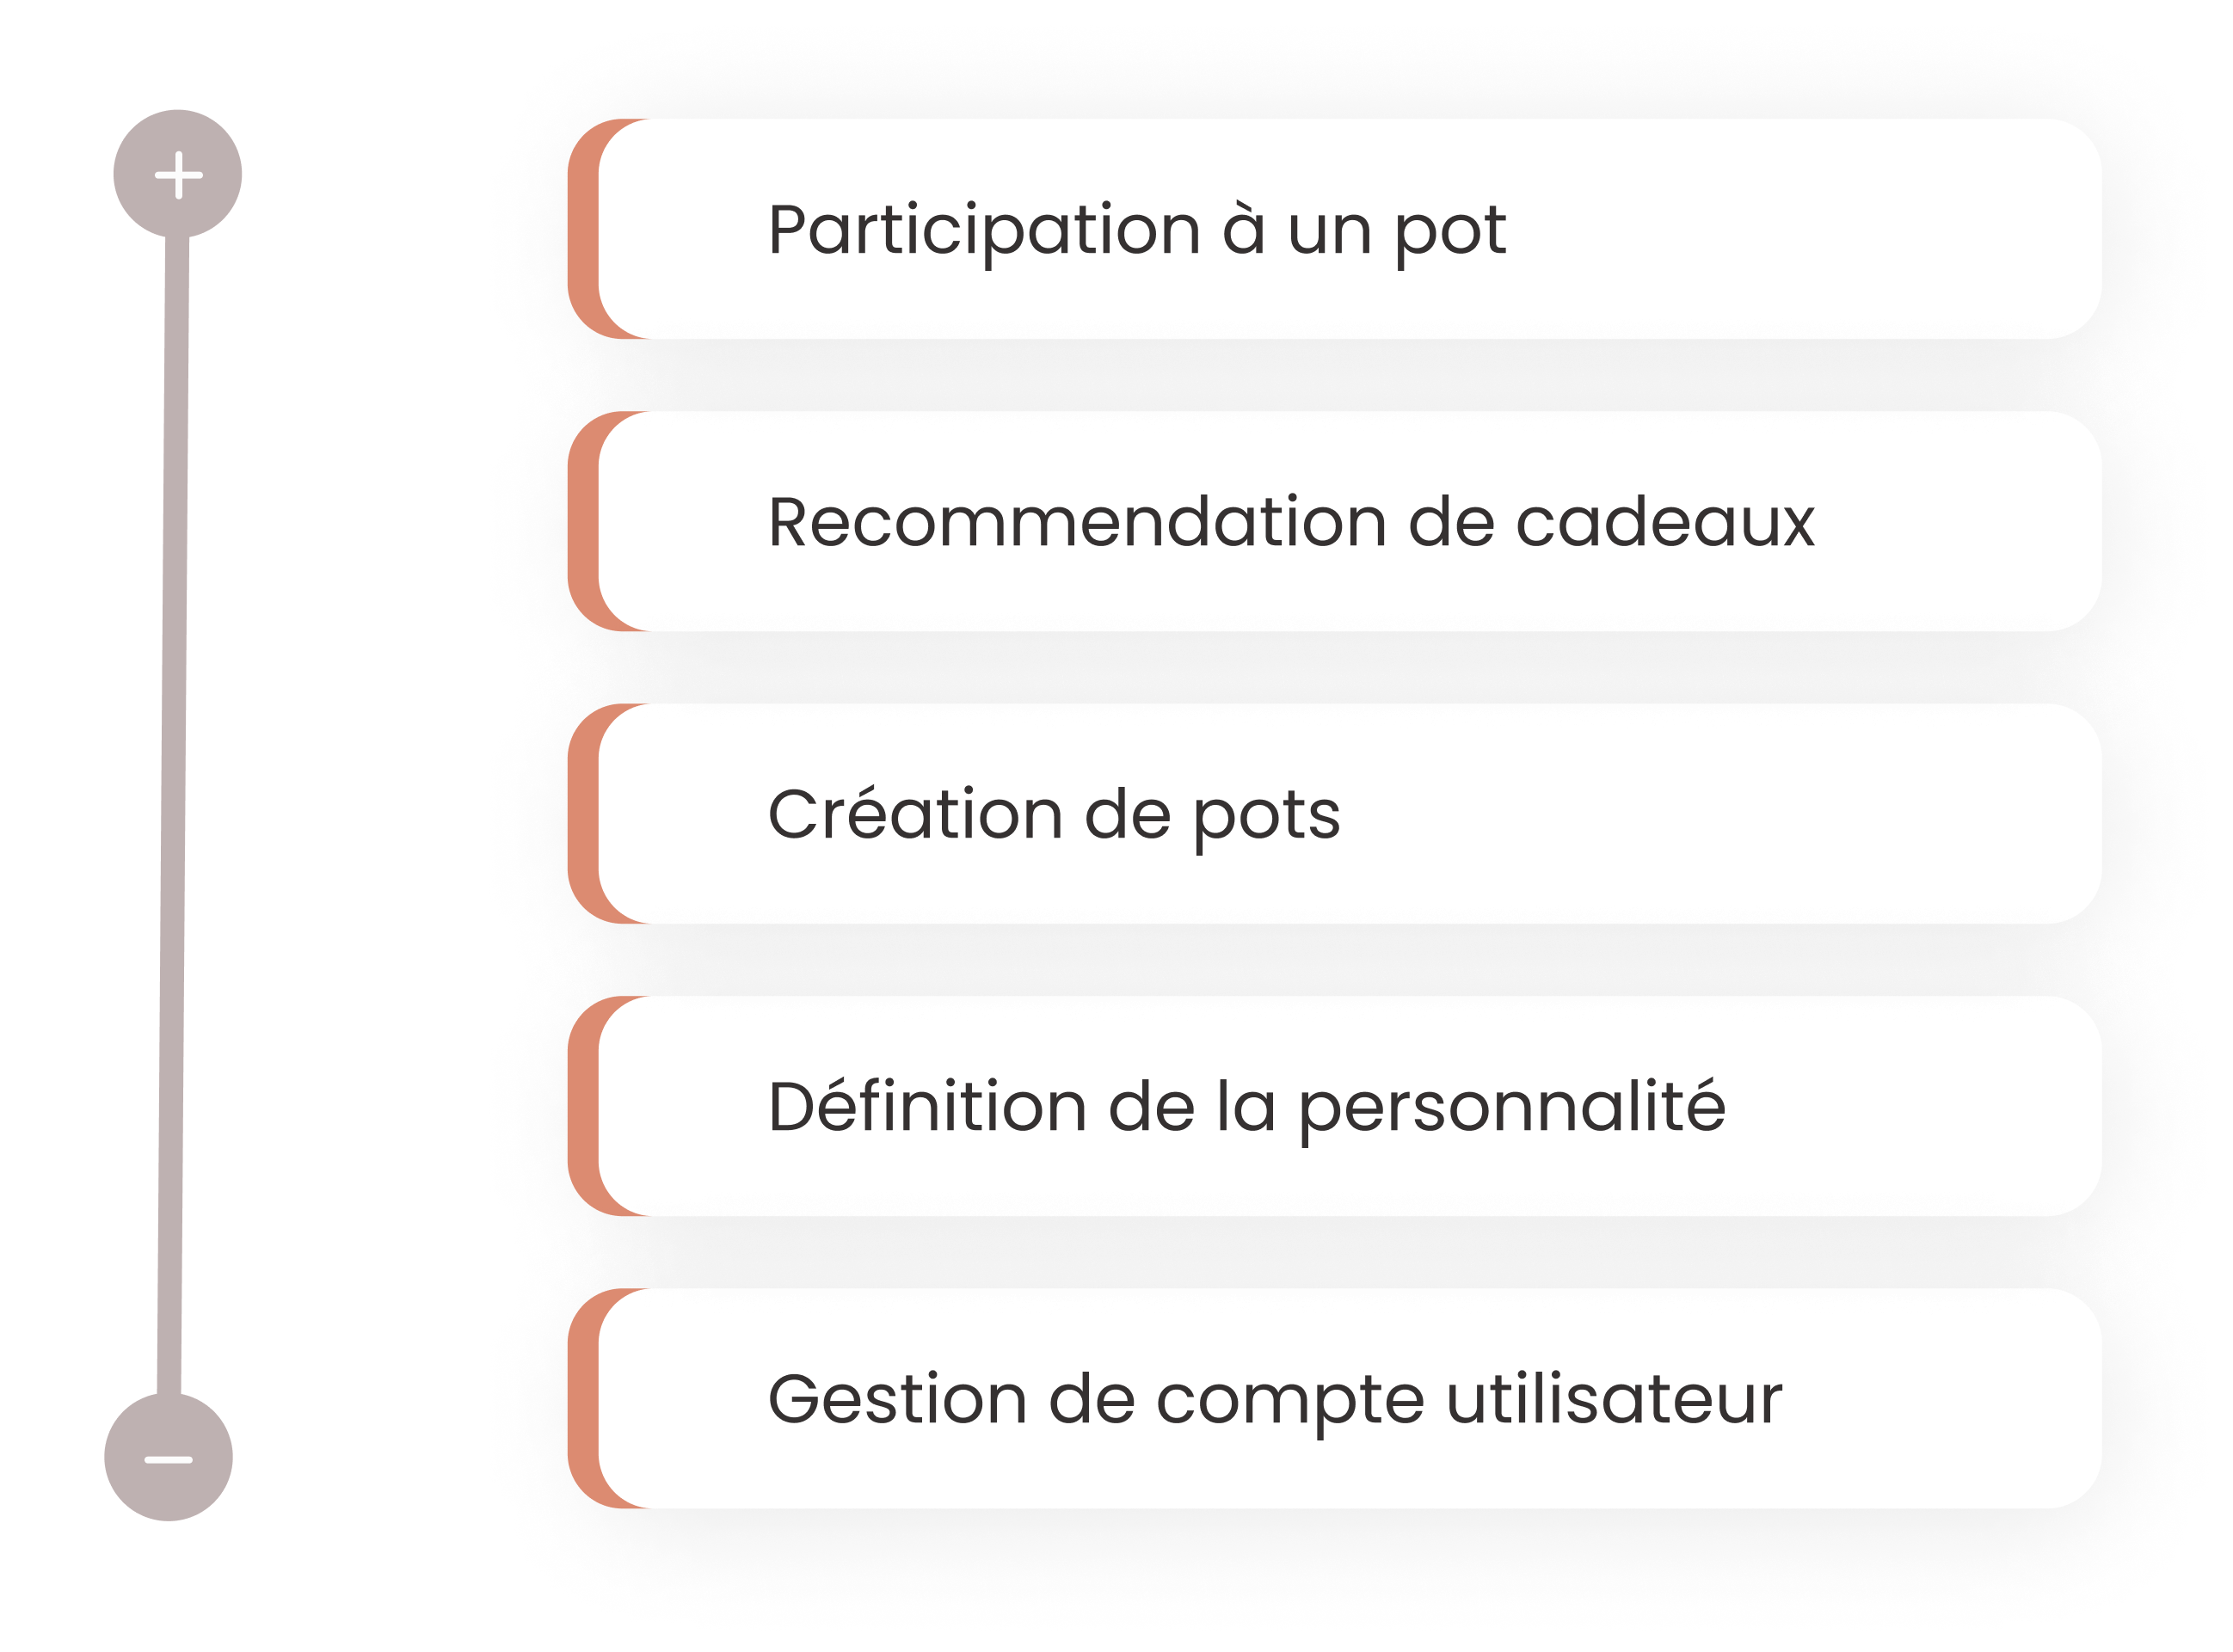 +
Participation à un pot
Recommendation de cadeaux
Création de pots
Définition de la personnalité
Gestion de compte utilisateur
−